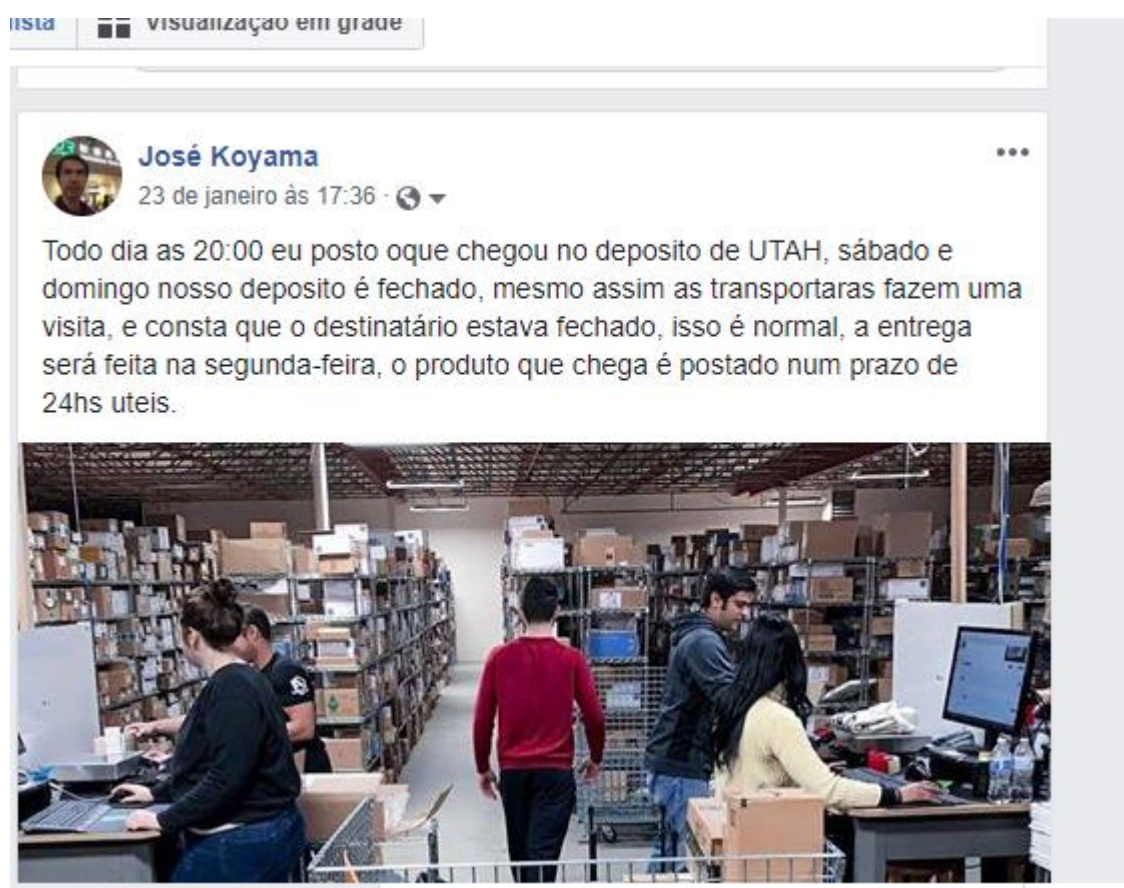 Visualização em grade
José Koyama
23 de janeiro às 17:36 ·
Todo dia as 20:00 eu posto oque chegou no deposito de UTAH, sábado e
domingo nosso deposito é fechado, mesmo assim as transportaras fazem uma
visita, e consta que o destinatário estava fechado, isso é normal, a entrega
será feita na segunda-feira, o produto que chega é postado num prazo de
24hs uteis.